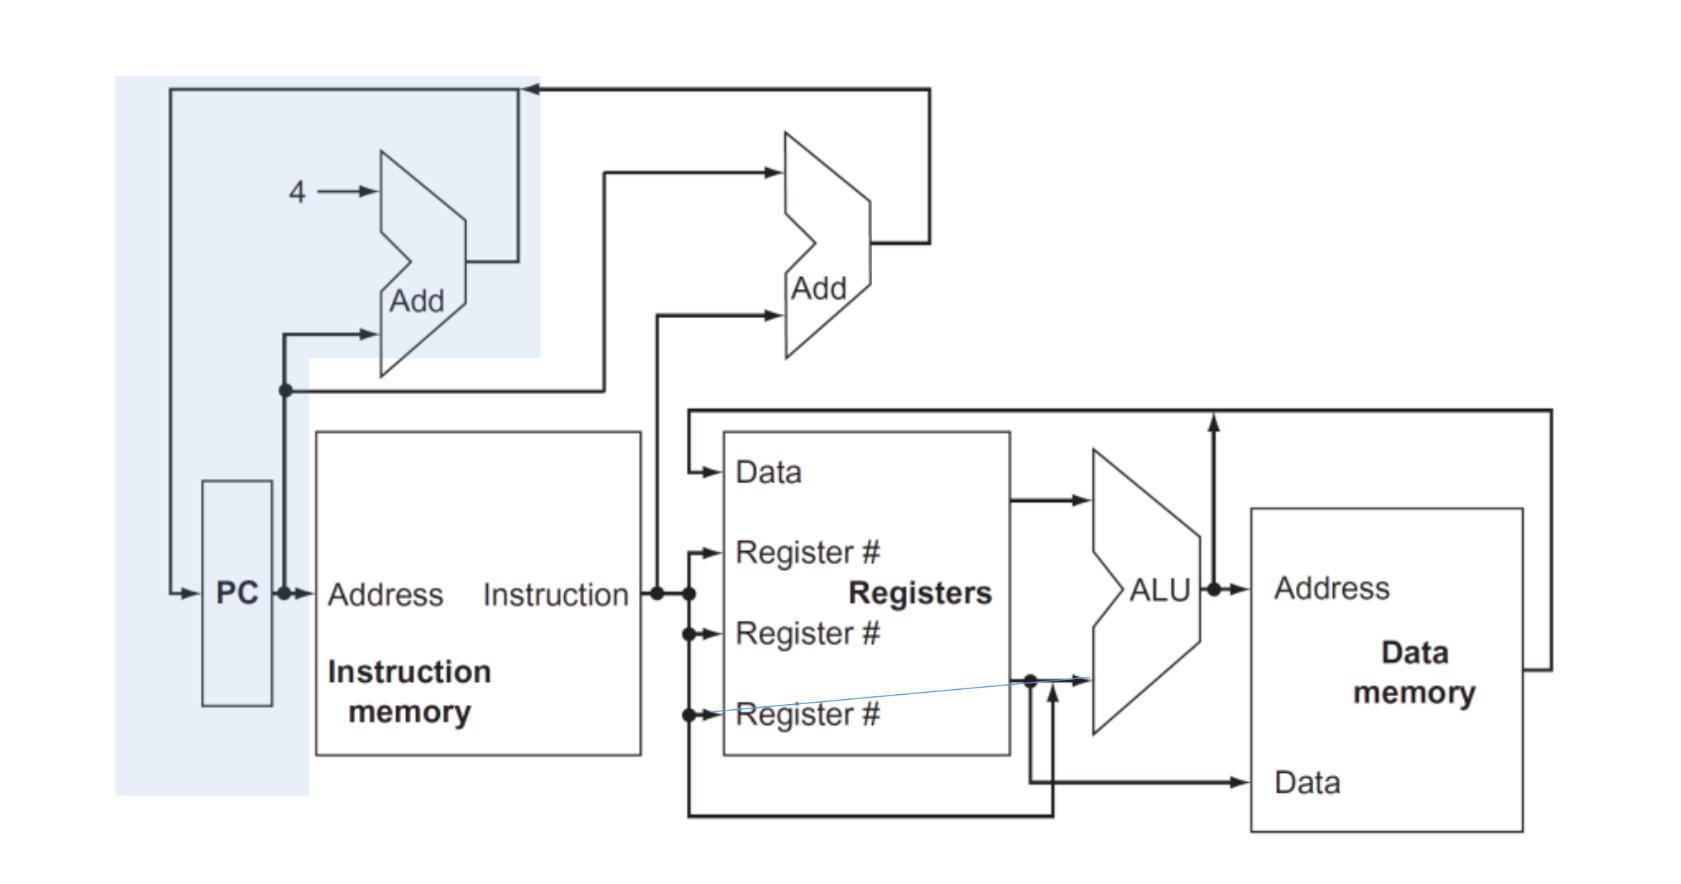 4
Add
Add
Data
Register #
Registers
Register #
Register #
PC
Address
Instruction
Instruction
memory
ALU
Address
Data
memory
Data